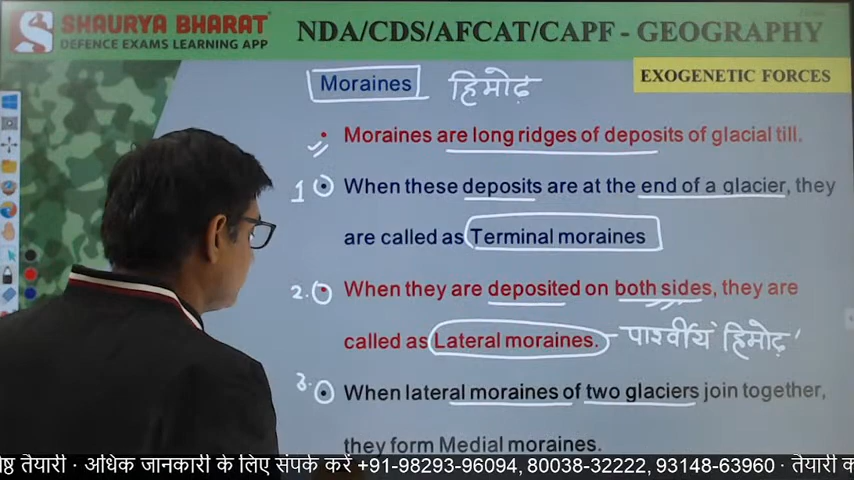 SHAURYA BHARAT
DEFENCE EXAMS LEARNING APP
NDA/CDS/AFCAT/CAPF - GEOGRAPHY
EXOGENETIC FORCES
Moraines हिमोढ़
• Moraines are long ridges of deposits of glacial till.
1 • When these deposits are at the end of a glacier, they
are called as Terminal moraines
2. • When they are deposited on both sides, they are
called as Lateral moraines. - पार्श्वीय हिमोढ़
3. • When lateral moraines of two glaciers join together,
they form Medial moraines.
तैयारी · अधिक जानकारी के लिए संपर्क करें +91-98293-96094, 80038-32222, 93148-63960 · तैयारी